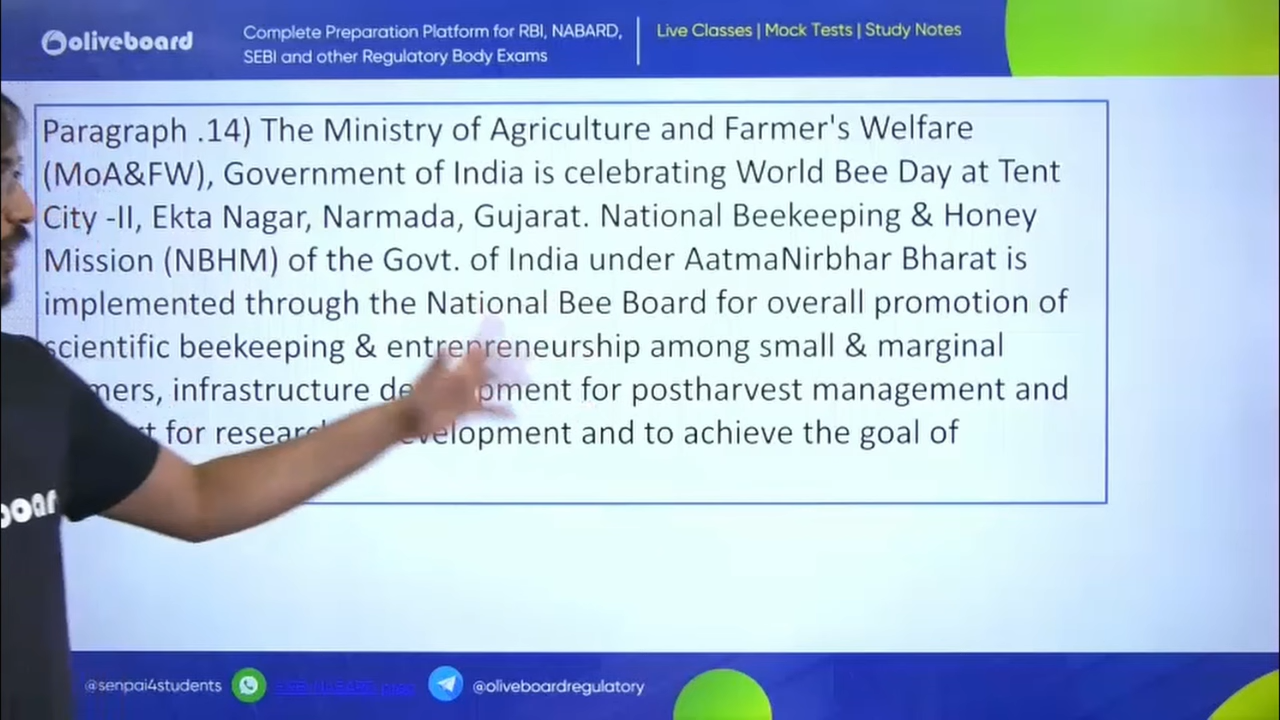 oliveboard
Complete Preparation Platform for RBI, NABARD,
SEBI and other Regulatory Body Exams
Live Classes | Mock Tests | Study Notes
Paragraph .14) The Ministry of Agriculture and Farmer's Welfare
(MoA&FW), Government of India is celebrating World Bee Day at Tent
City -II, Ekta Nagar, Narmada, Gujarat. National Beekeeping & Honey
Mission (NBHM) of the Govt. of India under AatmaNirbhar Bharat is
implemented through the National Bee Board for overall promotion of
scientific beekeeping & entrepreneurship among small & marginal
infrastructure for postharvest management and
for and to achieve the goal of
@senpai4students
@oliveboardregulatory